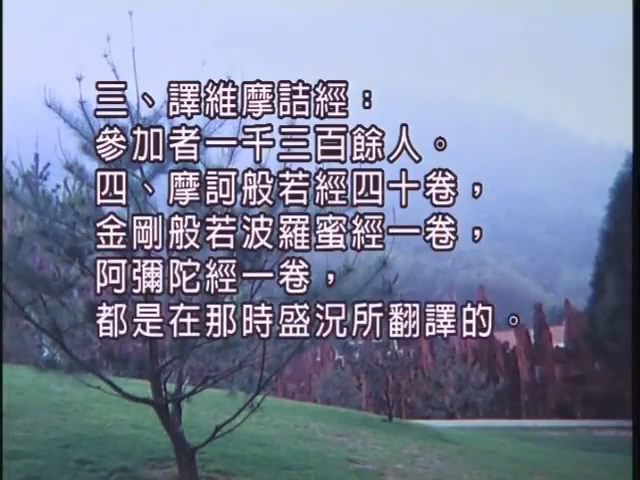 三、譯維摩詰經：
參加者一千三百餘人。
四、摩訶般若經四十卷，
金剛般若波羅蜜經一卷，
阿彌陀經一卷，
都是在那時盛況所翻譯的。